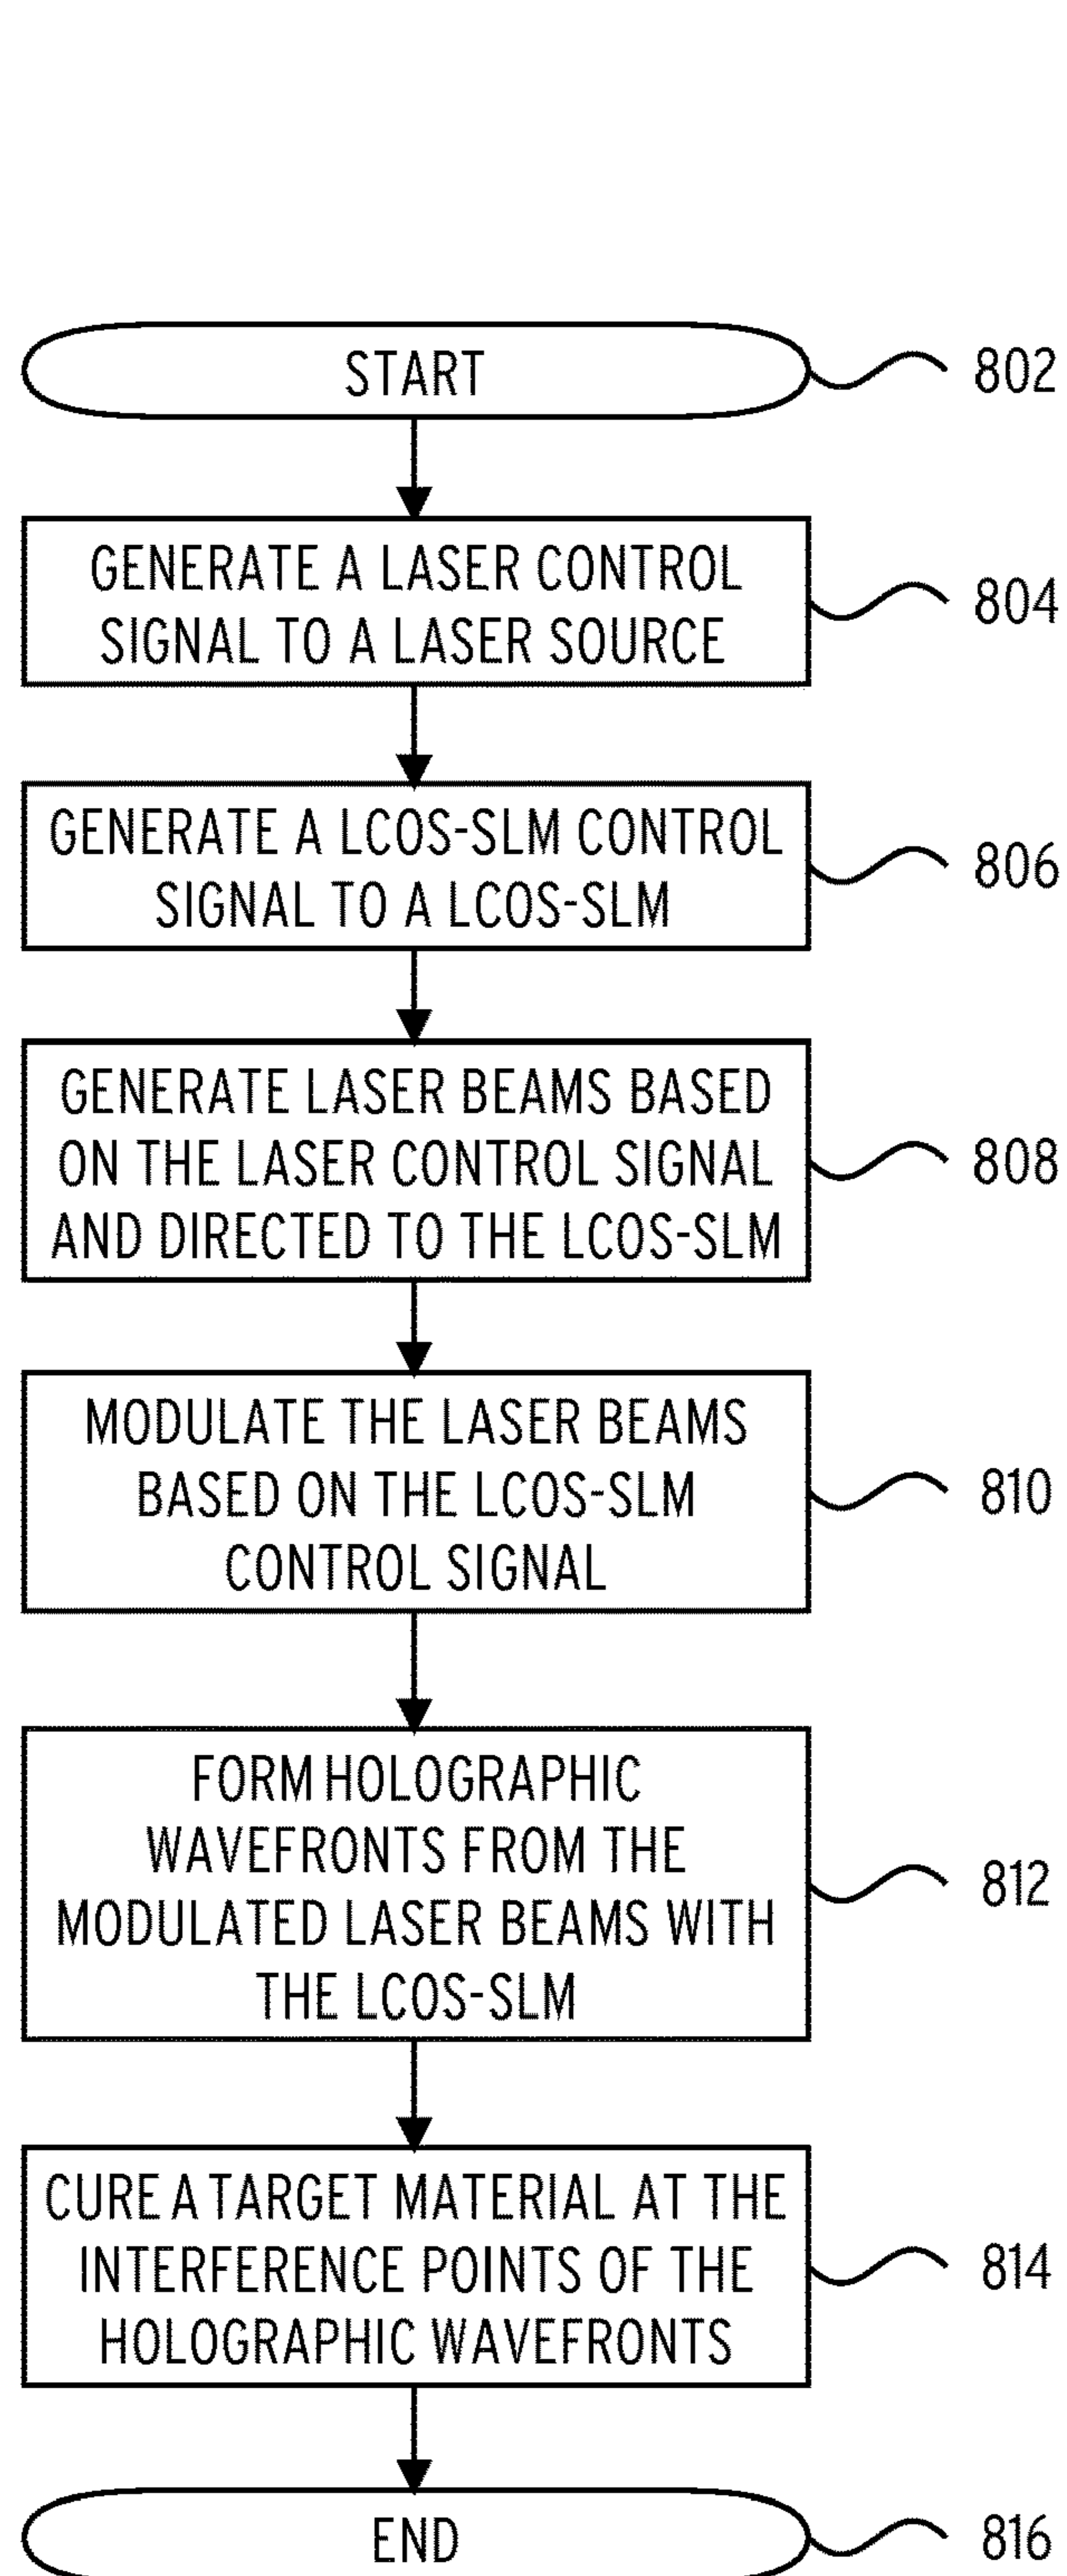 START
802
GENERATE A LASER CONTROL
SIGNAL TO A LASER SOURCE
804
GENERATE A LCOS-SLM CONTROL
SIGNAL TO A LCOS-SLM
806
GENERATE LASER BEAMS BASED
ON THE LASER CONTROL SIGNAL
AND DIRECTED TO THE LCOS-SLM
808
MODULATE THE LASER BEAMS
BASED ON THE LCOS-SLM
CONTROL SIGNAL
810
FORM HOLOGRAPHIC
WAVEFRONTS FROM THE
MODULATED LASER BEAMS WITH
THE LCOS-SLM
812
CURE A TARGET MATERIAL AT THE
INTERFERENCE POINTS OF THE
HOLOGRAPHIC WAVEFRONTS
814
END
816